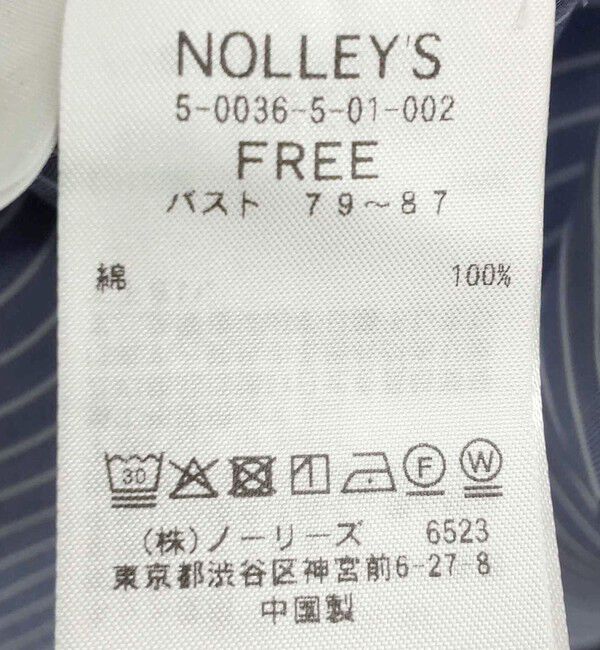 NOLLEY'S
5-0036-5-01-002
FREE
バスト 79～87
綿 100%
30 F W
(株)ノーリーズ 6523
東京都渋谷区神宮前6-27-8
中国製